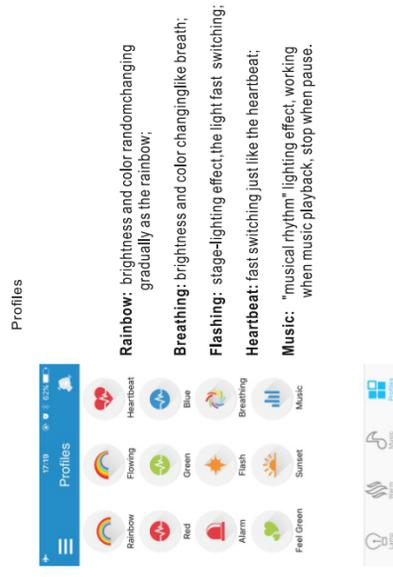 Profiles
17:19
62%
Profiles
Rainbow
Flowing
Heartbeat
Red
Green
Blue
Alarm
Flash
Breathing
Feel Green
Sunset
Music
Music
Profiles
Rainbow: brightness and color randomchanging
gradually as the rainbow;
Breathing: brightness and color changinglike breath;
Flashing: stage-lighting effect,the light fast switching;
Heartbeat: fast switching just like the heartbeat;
Music: "musical rhythm" lighting effect, working
when music playback, stop when pause.